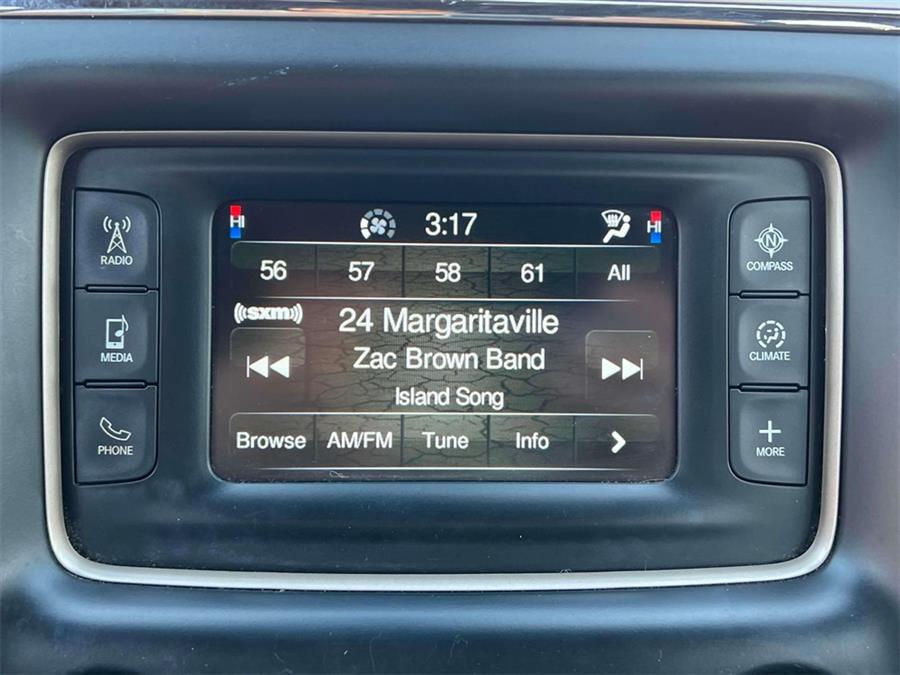 HI 3:17 HI
56 57 58 61 All
((sxm)) 24 Margaritaville
Zac Brown Band
Island Song
Browse AM/FM Tune Info
RADIO
MEDIA
PHONE
N
COMPASS
CLIMATE
MORE